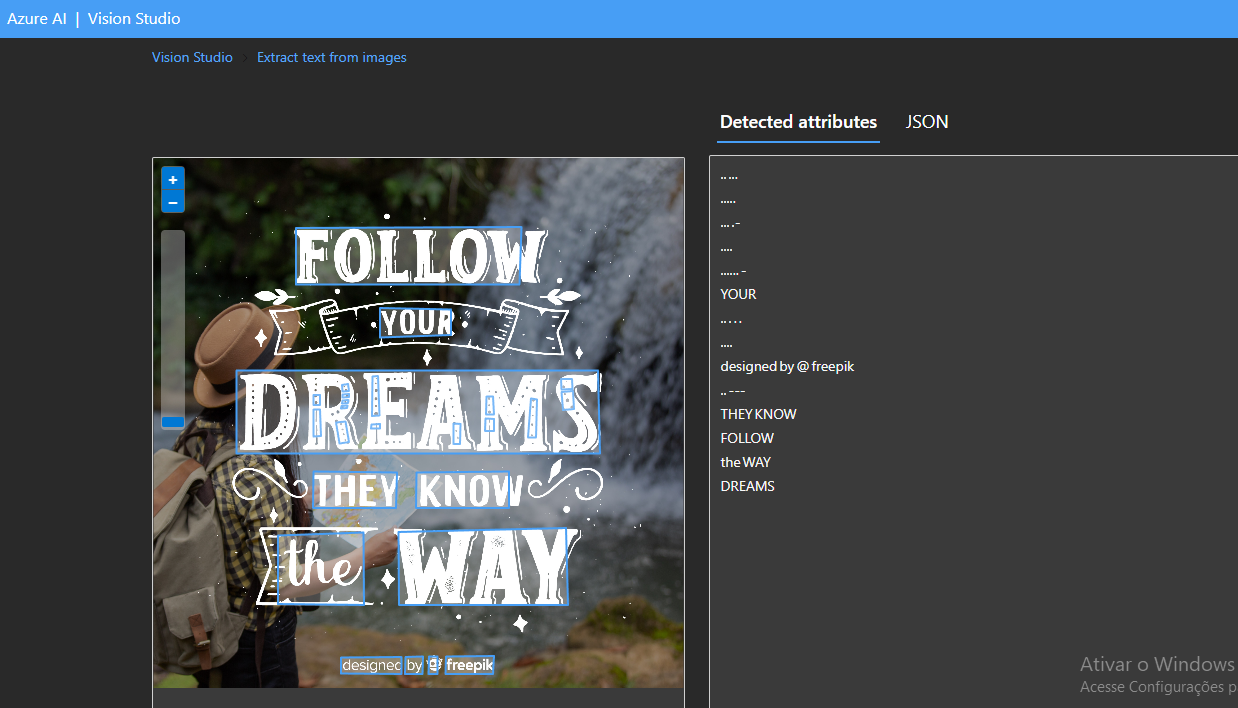 Azure AI | Vision Studio
Vision Studio > Extract text from images
Detected attributes JSON
+
−
FOLLOW
YOUR
DREAMS
THEY KNOW
the WAY
designed by freepik
.. ...
.....
... . -
....
...... -
YOUR
.. . . .
....
designed by @ freepik
.. ---
THEY KNOW
FOLLOW
the WAY
DREAMS
Ativar o Windows
Acesse Configurações p